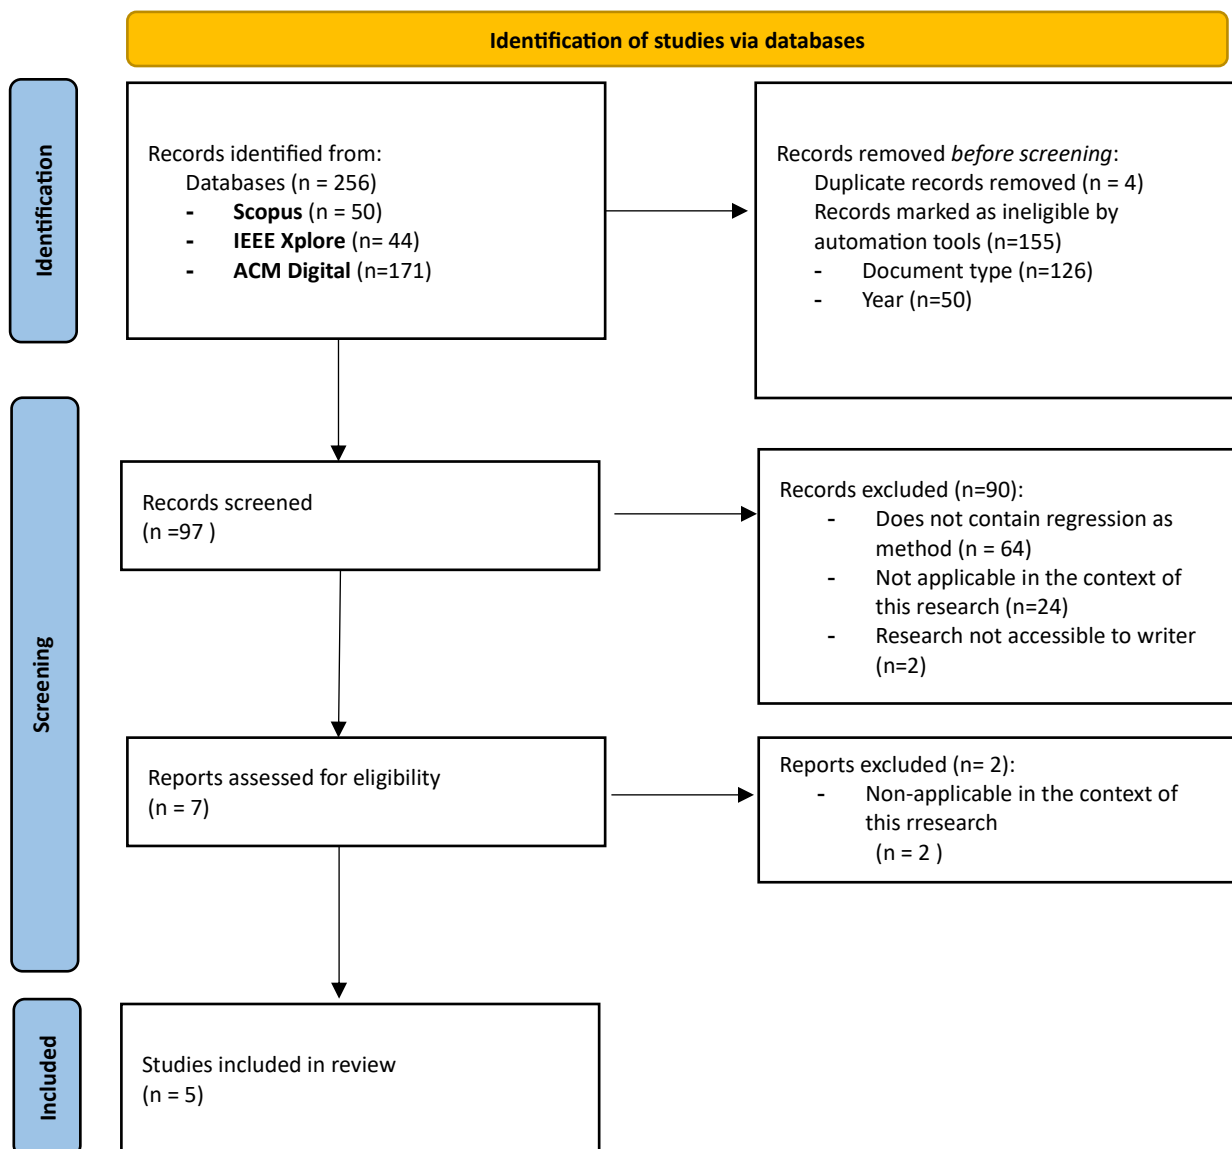 Identification of studies via databases
Identification
Records identified from:
Databases (n = 256)
- Scopus (n = 50)
- IEEE Xplore (n= 44)
- ACM Digital (n=171)
Records removed before screening:
Duplicate records removed (n = 4)
Records marked as ineligible by
automation tools (n=155)
- Document type (n=126)
- Year (n=50)
Screening
Records screened
(n =97 )
Records excluded (n=90):
- Does not contain regression as
method (n = 64)
- Not applicable in the context of
this research (n=24)
- Research not accessible to writer
(n=2)
Reports assessed for eligibility
(n = 7)
Reports excluded (n= 2):
- Non-applicable in the context of
this rresearch
(n = 2 )
Included
Studies included in review
(n = 5)